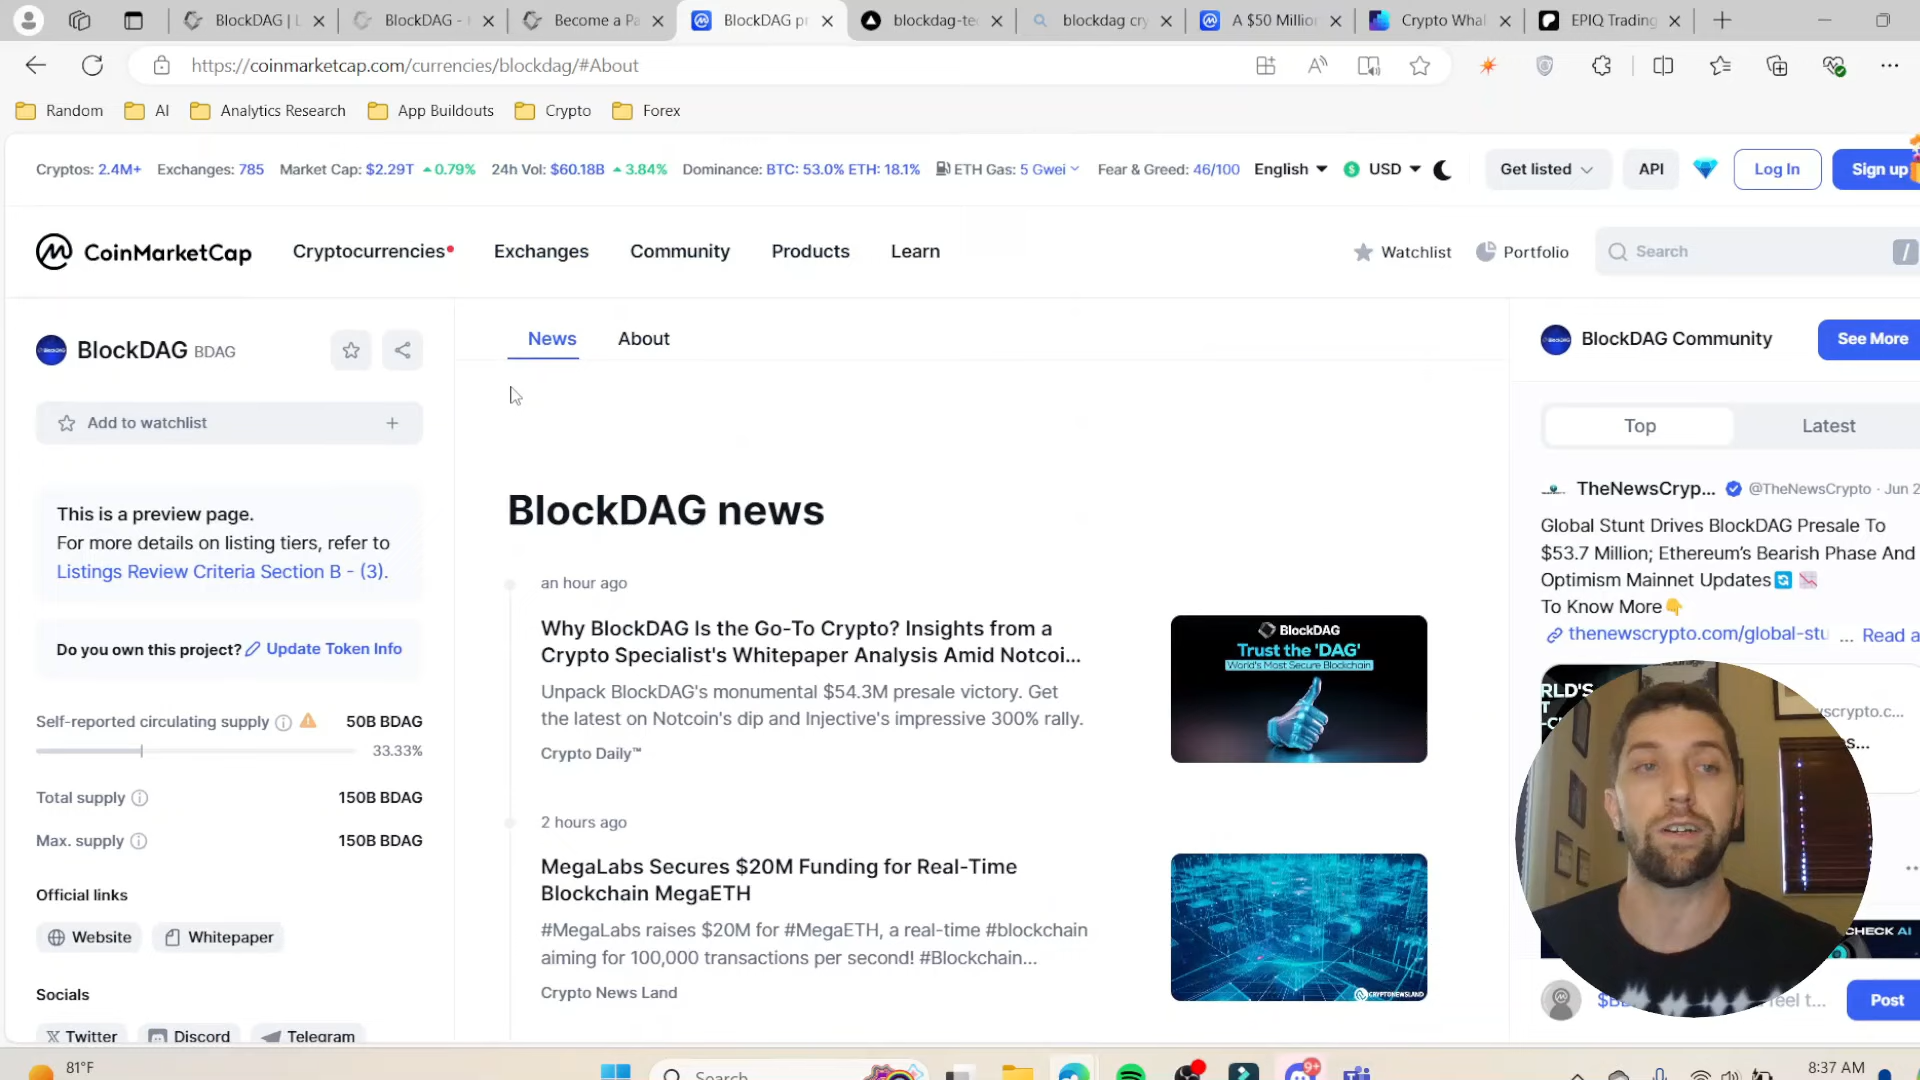 BlockDAG | L
BlockDAG -
Become a Pa
BlockDAG pr
blockdag-te
blockdag cry
A $50 Millio
Crypto Whal
EPIQ Trading
https://coinmarketcap.com/currencies/blockdag/#About
Random
AI
Analytics Research
App Buildouts
Crypto
Forex
Cryptos: 2.4M+
Exchanges: 785
Market Cap: $2.29T 0.79%
24h Vol: $60.18B 3.84%
Dominance: BTC: 53.0% ETH: 18.1%
ETH Gas: 5 Gwei
Fear & Greed: 46/100
English
USD
Get listed
API
Log In
Sign up
CoinMarketCap
Cryptocurrencies
Exchanges
Community
Products
Learn
Watchlist
Portfolio
Search
/
BlockDAG BDAG
Add to watchlist +
This is a preview page.
For more details on listing tiers, refer to
Listings Review Criteria Section B - (3).
Do you own this project? Update Token Info
Self-reported circulating supply 50B BDAG
33.33%
Total supply 150B BDAG
Max. supply 150B BDAG
Official links
Website
Whitepaper
Socials
Twitter
Discord
Telegram
News
About
BlockDAG news
an hour ago
Why BlockDAG Is the Go-To Crypto? Insights from a
Crypto Specialist's Whitepaper Analysis Amid Notcoi...
Unpack BlockDAG's monumental $54.3M presale victory. Get
the latest on Notcoin's dip and Injective's impressive 300% rally.
Crypto Daily™
BlockDAG
Trust the 'DAG'
World's Most Secure Blockchain
2 hours ago
MegaLabs Secures $20M Funding for Real-Time
Blockchain MegaETH
#MegaLabs raises $20M for #MegaETH, a real-time #blockchain
aiming for 100,000 transactions per second! #Blockchain...
Crypto News Land
CRYPTONEWSLAND
BlockDAG Community
See More
Top
Latest
TheNewsCryp... @TheNewsCrypto · Jun 2
Global Stunt Drives BlockDAG Presale To
$53.7 Million; Ethereum's Bearish Phase And
Optimism Mainnet Updates
To Know More
thenewscrypto.com/global-stu ... Read a
RLD'S
wscrypto.c...
s...
CHECK AI
Post
81°F
Search
9+
8:37 AM